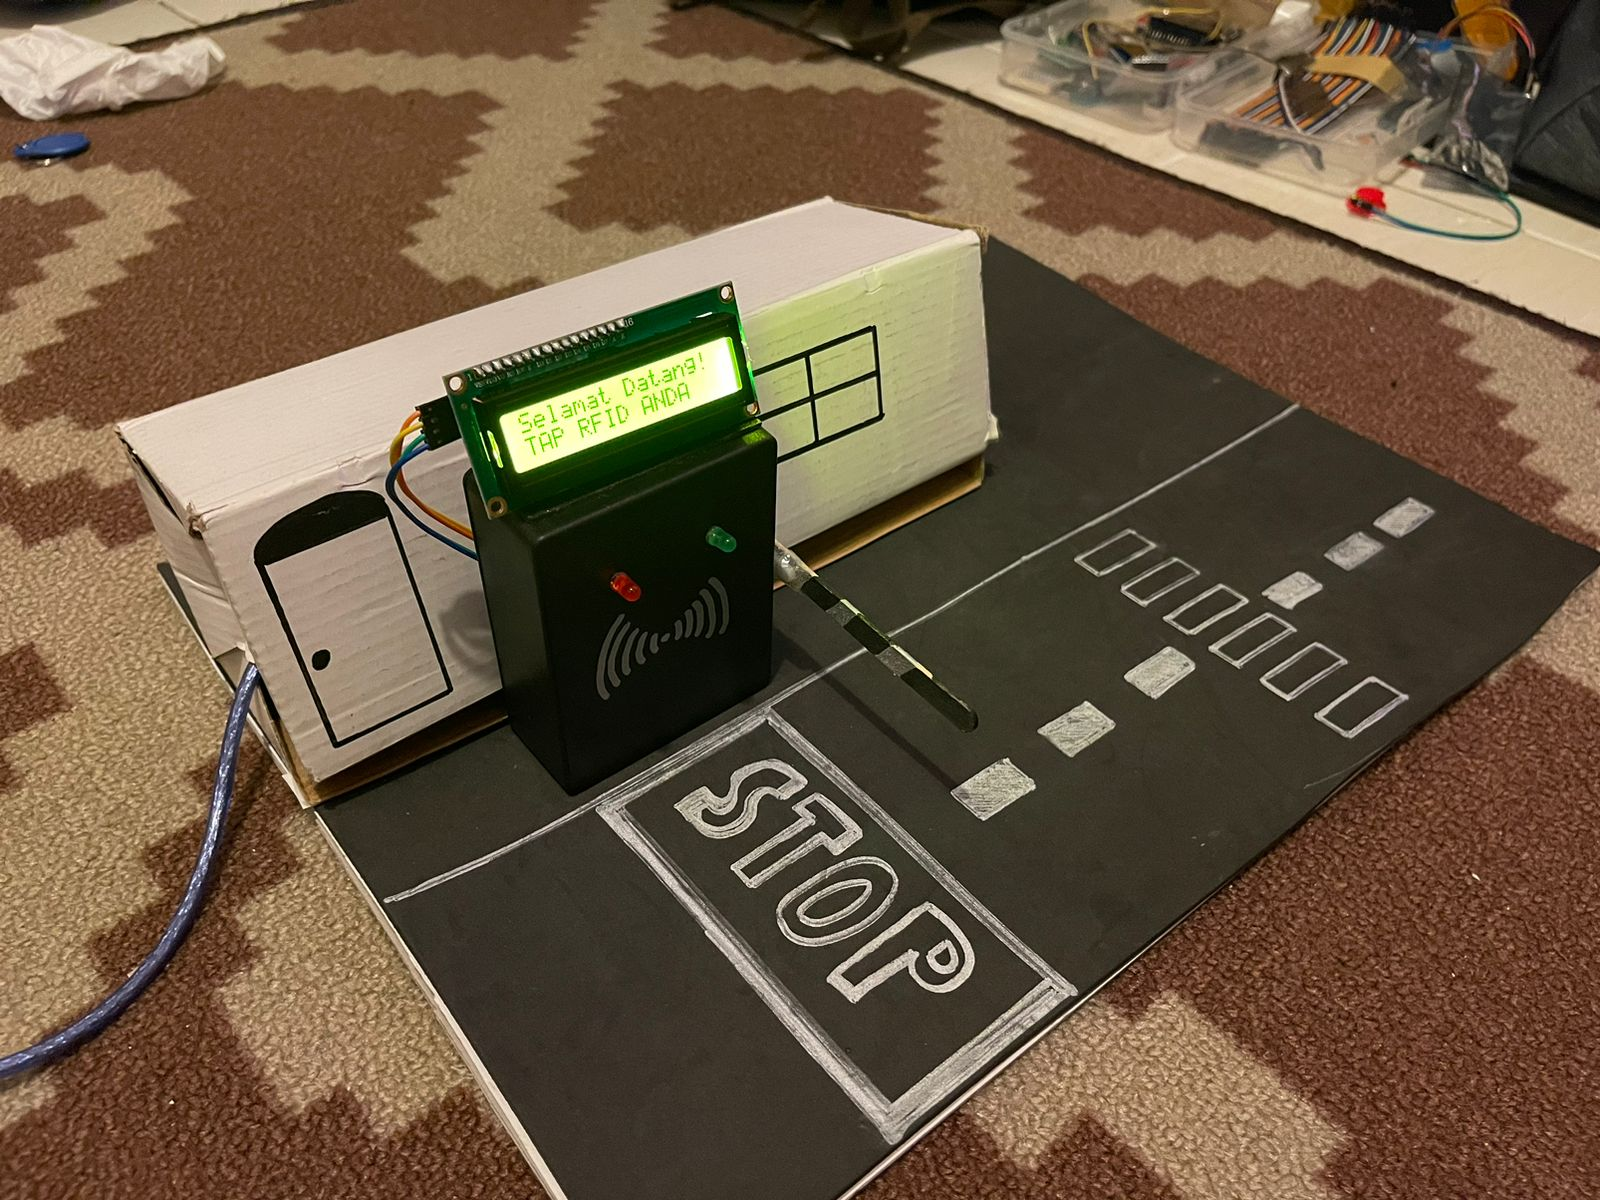 Selamat Datang!
TAP RFID ANDA
STOP